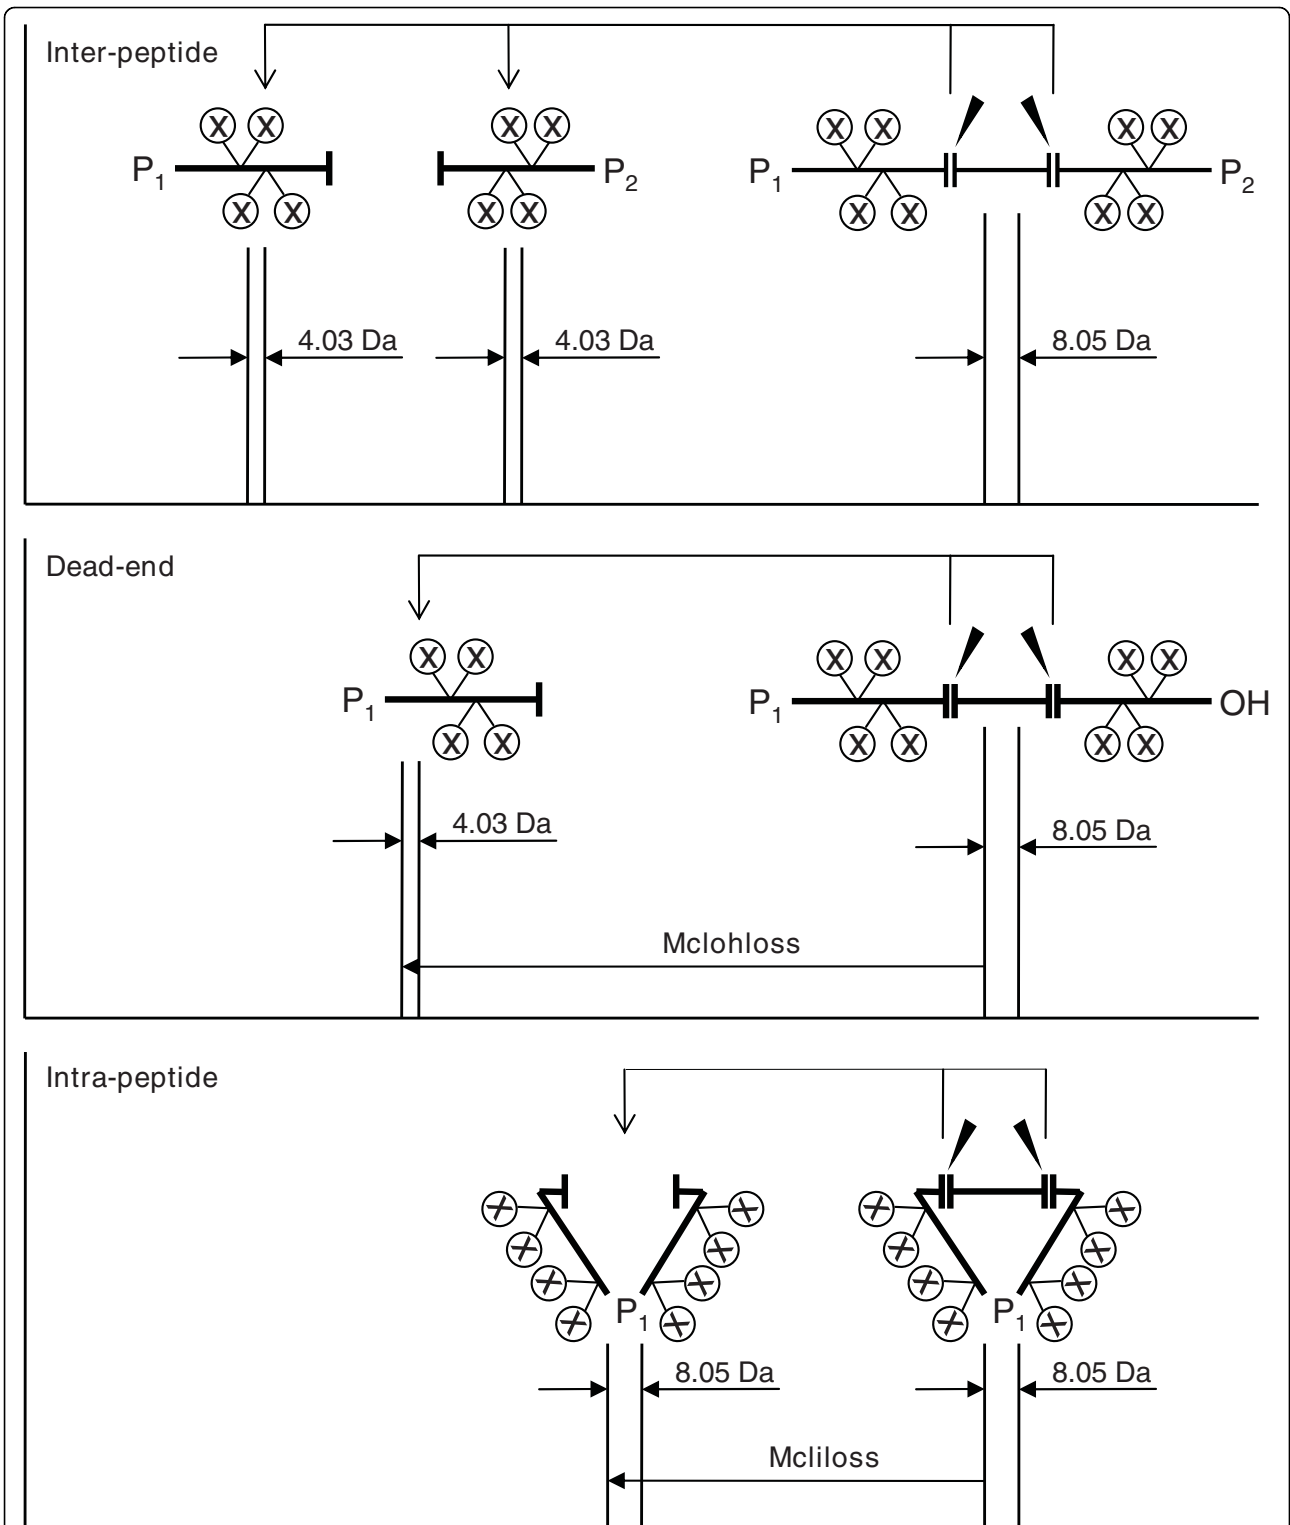 Inter-peptide
X X X X X X X X
P1 P2 P1 P2
X X X X X X X X
4.03 Da 4.03 Da 8.05 Da
Dead-end
X X X X X X
P1 P1 OH
X X X X X X
4.03 Da 8.05 Da
Mclohloss
Intra-peptide
X X X X
X X X X
X X X X
P1 P1
X X X X
8.05 Da 8.05 Da
Mcliloss